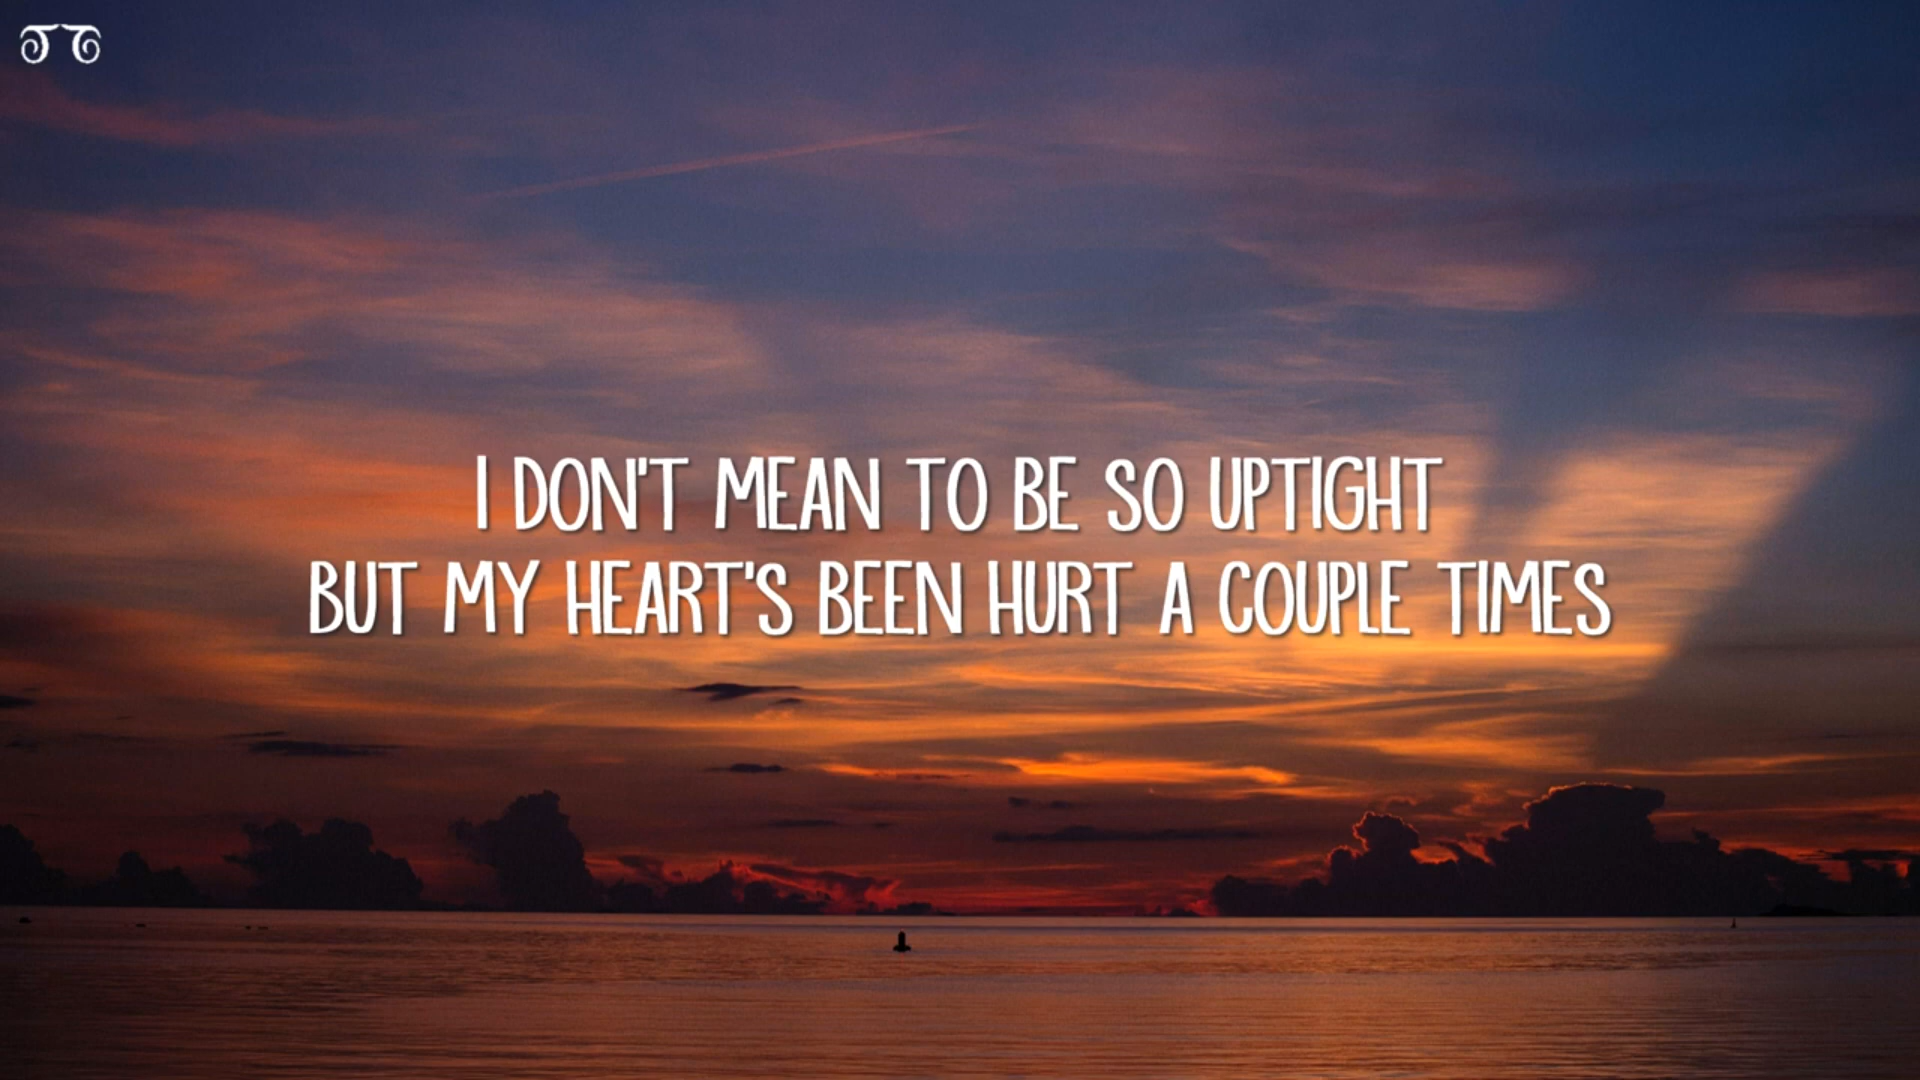 I DON'T MEAN TO BE SO UPTIGHT
BUT MY HEART'S BEEN HURT A COUPLE TIMES